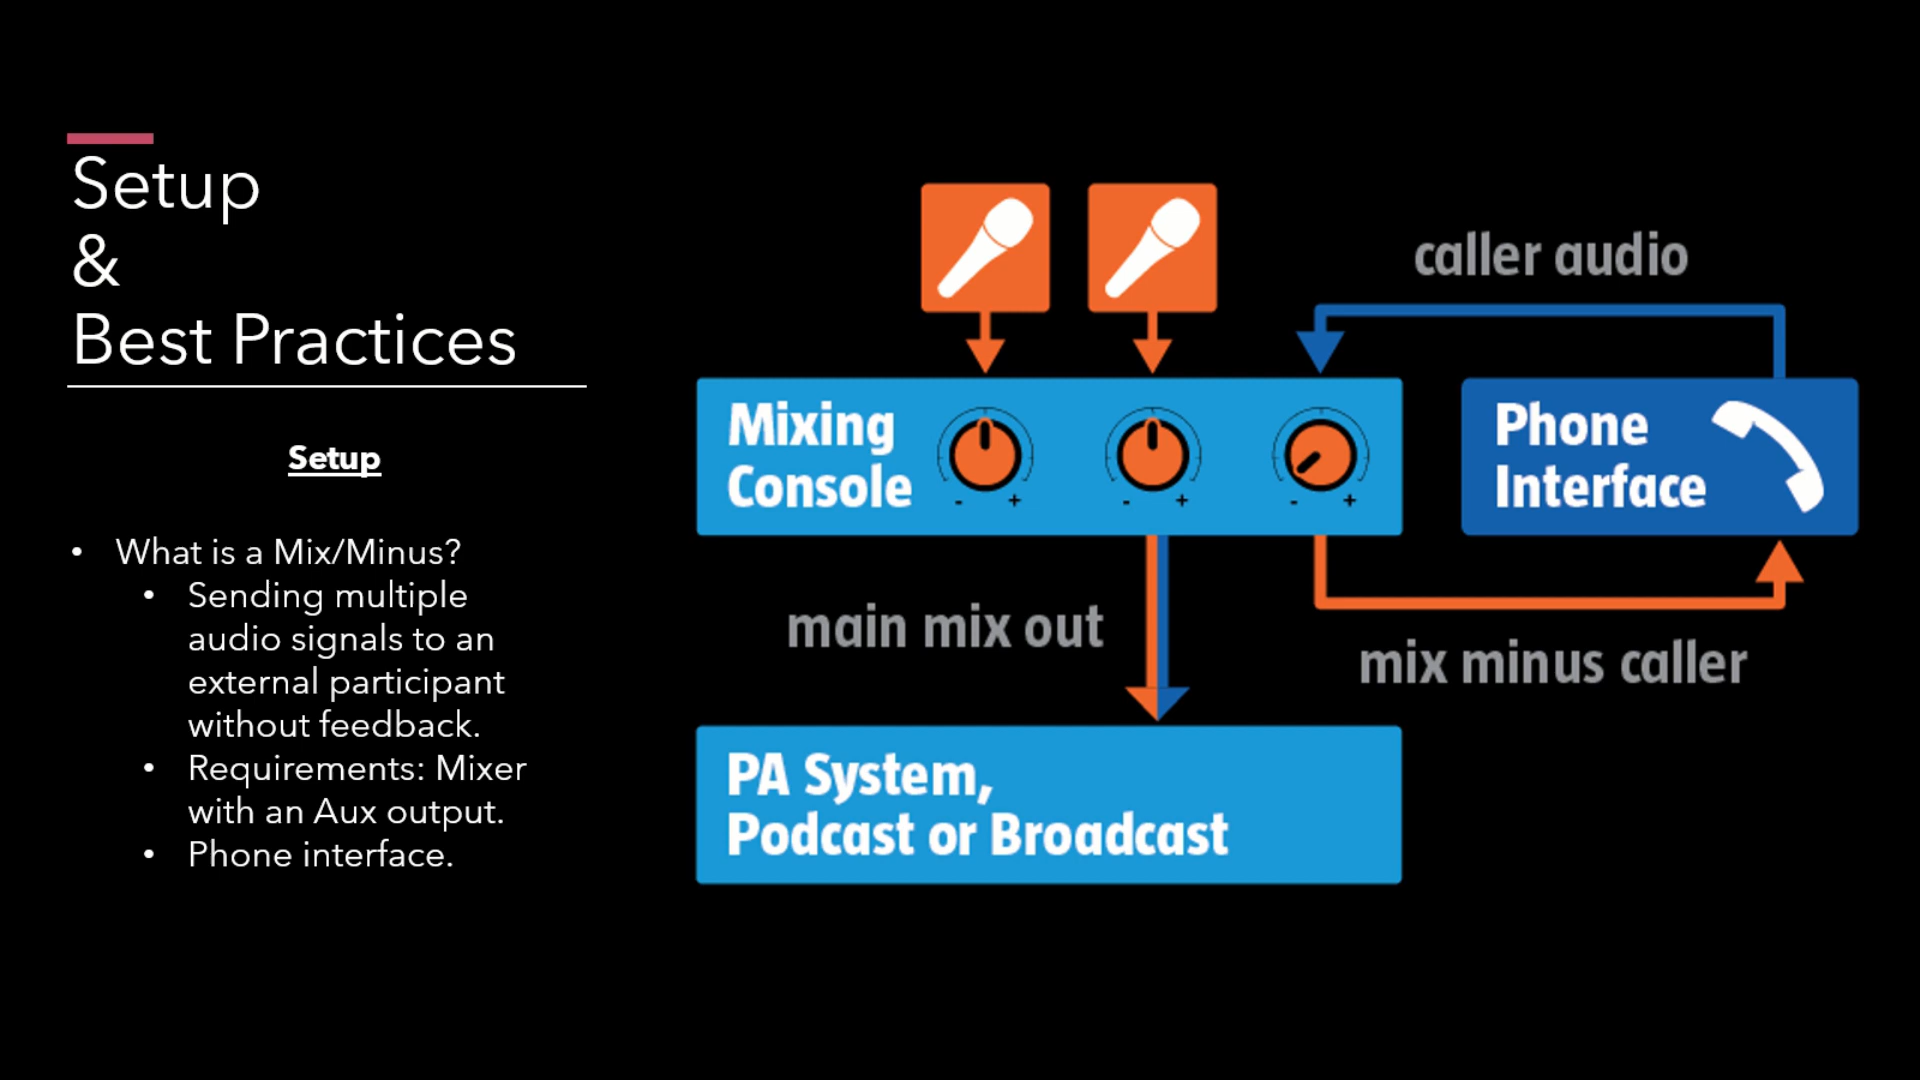 Setup
&
Best Practices
Setup
• What is a Mix/Minus?
• Sending multiple
audio signals to an
external participant
without feedback.
• Requirements: Mixer
with an Aux output.
• Phone interface.
caller audio
Mixing
Console
- +
- +
- +
Phone
Interface
main mix out
mix minus caller
PA System,
Podcast or Broadcast